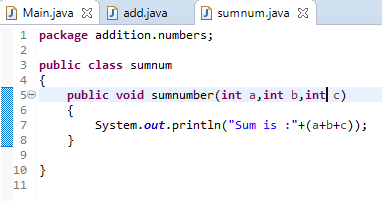 Main.java add.java sumnum.java
1 package addition.numbers;
2
3 public class sumnum
4 {
5 public void sumnumber(int a,int b,int c)
6 {
7 System.out.println("Sum is :"+(a+b+c));
8 }
9
10 }
11